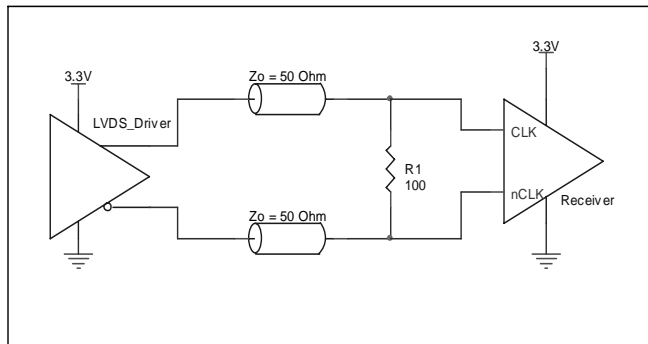 3.3V
LVDS_Driver
Zo = 50 Ohm
Zo = 50 Ohm
R1
100
3.3V
CLK
nCLK
Receiver